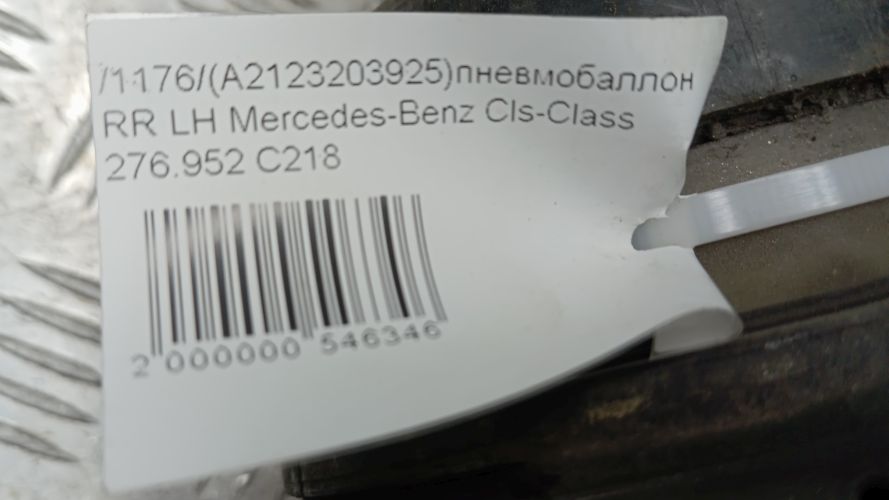 /1176/(A2123203925)пневмобаллон
RR LH Mercedes-Benz Cls-Class
276.952 C218
2 000000 546346